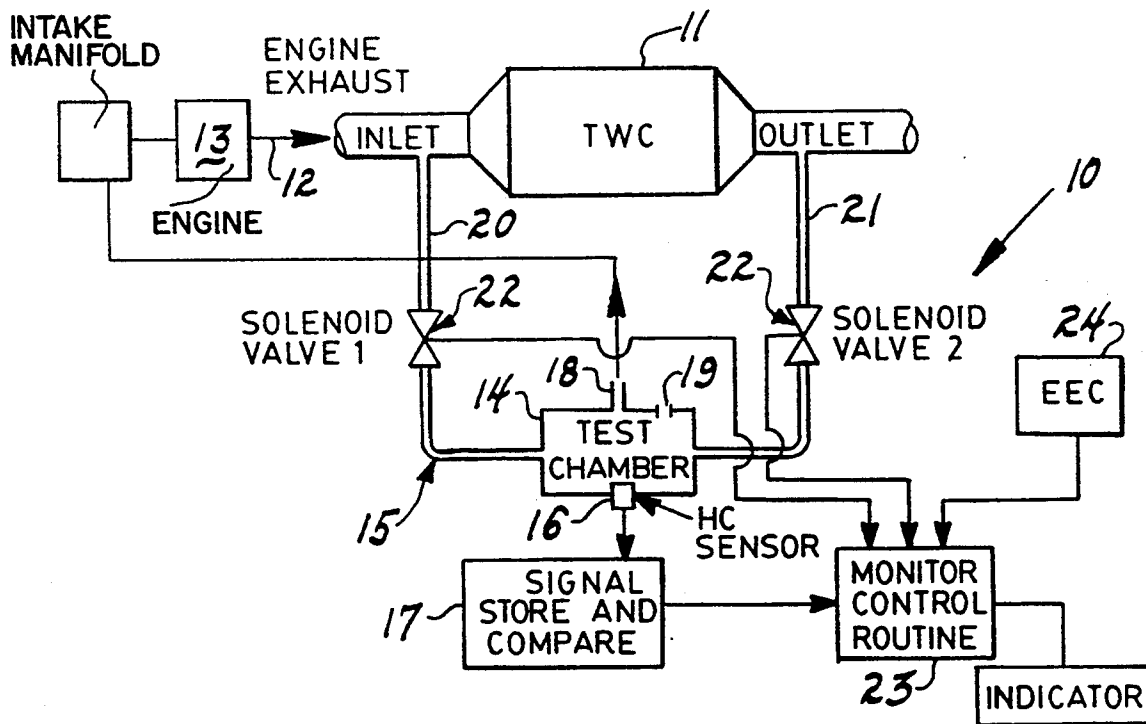 INTAKE
MANIFOLD
ENGINE
EXHAUST
11
13
12
ENGINE
INLET
TWC
OUTLET
10
20
21
22
22
SOLENOID
VALVE 1
SOLENOID
VALVE 2
24
EEC
18
19
14
TEST
CHAMBER
15
16
HC
SENSOR
17
SIGNAL
STORE AND
COMPARE
MONITOR
CONTROL
ROUTINE
23
INDICATOR